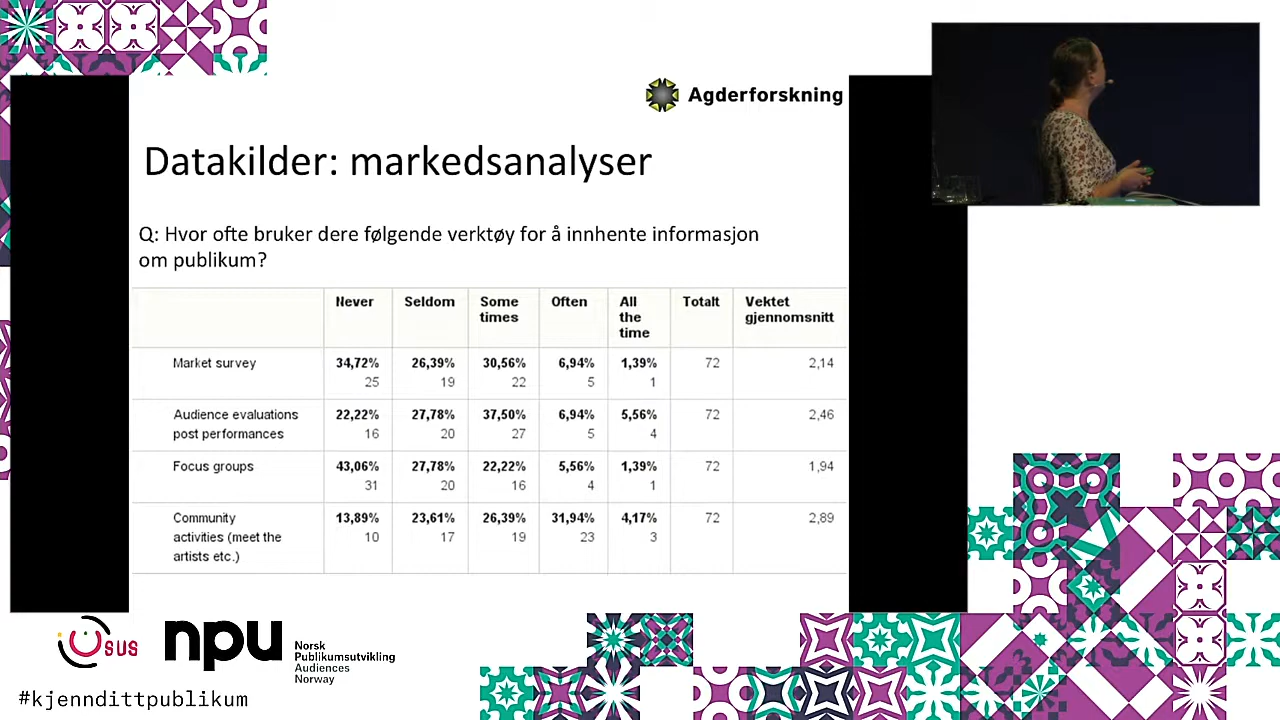 Agderforskning
Datakilder: markedsanalyser
Q: Hvor ofte bruker dere følgende verktøy for å innhente informasjon
om publikum?
Never Seldom Some times Often All the time Totalt Vektet gjennomsnitt
Market survey 34,72% 26,39% 30,56% 6,94% 1,39% 72 2,14
25 19 22 5 1
Audience evaluations 22,22% 27,78% 37,50% 6,94% 5,56% 72 2,46
post performances 16 20 27 5 4
Focus groups 43,06% 27,78% 22,22% 5,56% 1,39% 72 1,94
31 20 16 4 1
Community 13,89% 23,61% 26,39% 31,94% 4,17% 72 2,89
activities (meet the 10 17 19 23 3
artists etc.)
usus
npu
Norsk
Publikumsutvikling
Audiences
Norway
#kjenndittpublikum